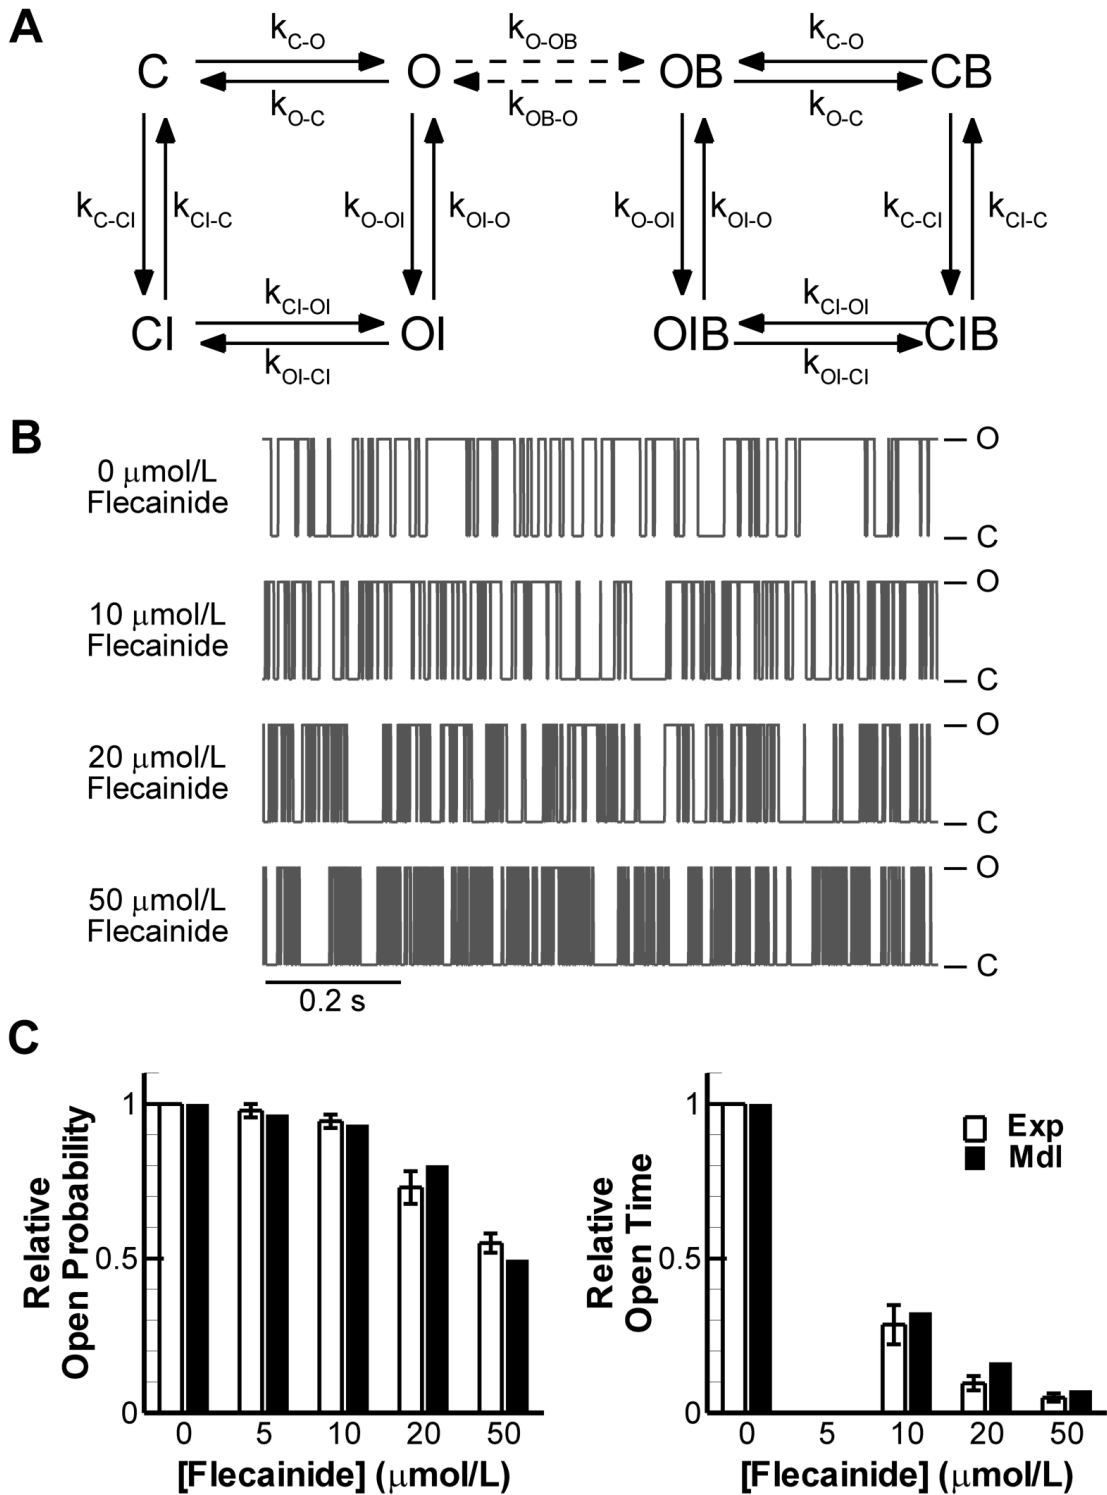 A
k_C-O k_O-OB k_C-O
C O OB CB
k_O-C k_OB-O k_O-C
k_C-CI k_CI-C k_O-OI k_OI-O k_O-OI k_OI-O k_C-CI k_CI-C
k_CI-OI k_CI-OI
CI OI OIB CIB
k_OI-CI k_OI-CI
B
0 μmol/L
Flecainide
O
C
10 μmol/L
Flecainide
O
C
20 μmol/L
Flecainide
O
C
50 μmol/L
Flecainide
O
C
0.2 s
C
Relative
Open Probability
1
0.5
0
0 5 10 20 50
[Flecainide] (μmol/L)
Relative
Open Time
1
0.5
0
Exp
Mdl
0 5 10 20 50
[Flecainide] (μmol/L)